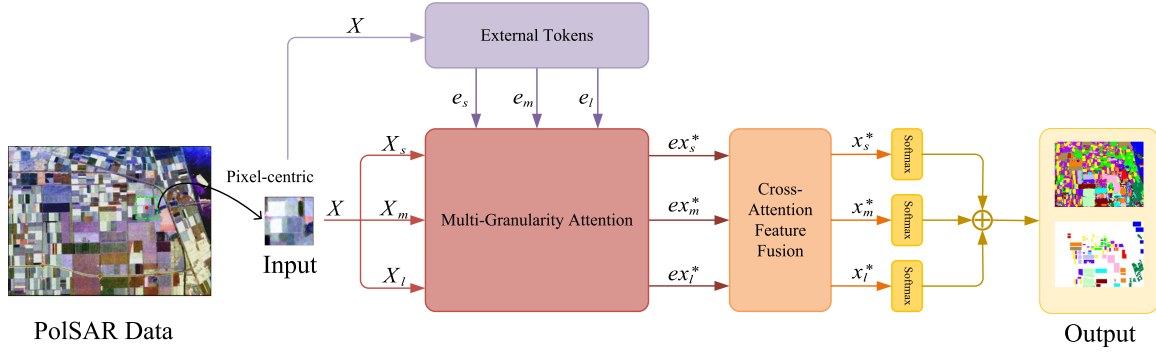 X
External Tokens
e_s
e_m
e_l
Pixel-centric
X
X_s
X_m
X_l
Multi-Granularity Attention
ex_s^*
ex_m^*
ex_l^*
Cross-
Attention
Feature
Fusion
x_s^*
x_m^*
x_l^*
Softmax
Softmax
Softmax
Input
PolSAR Data
Output